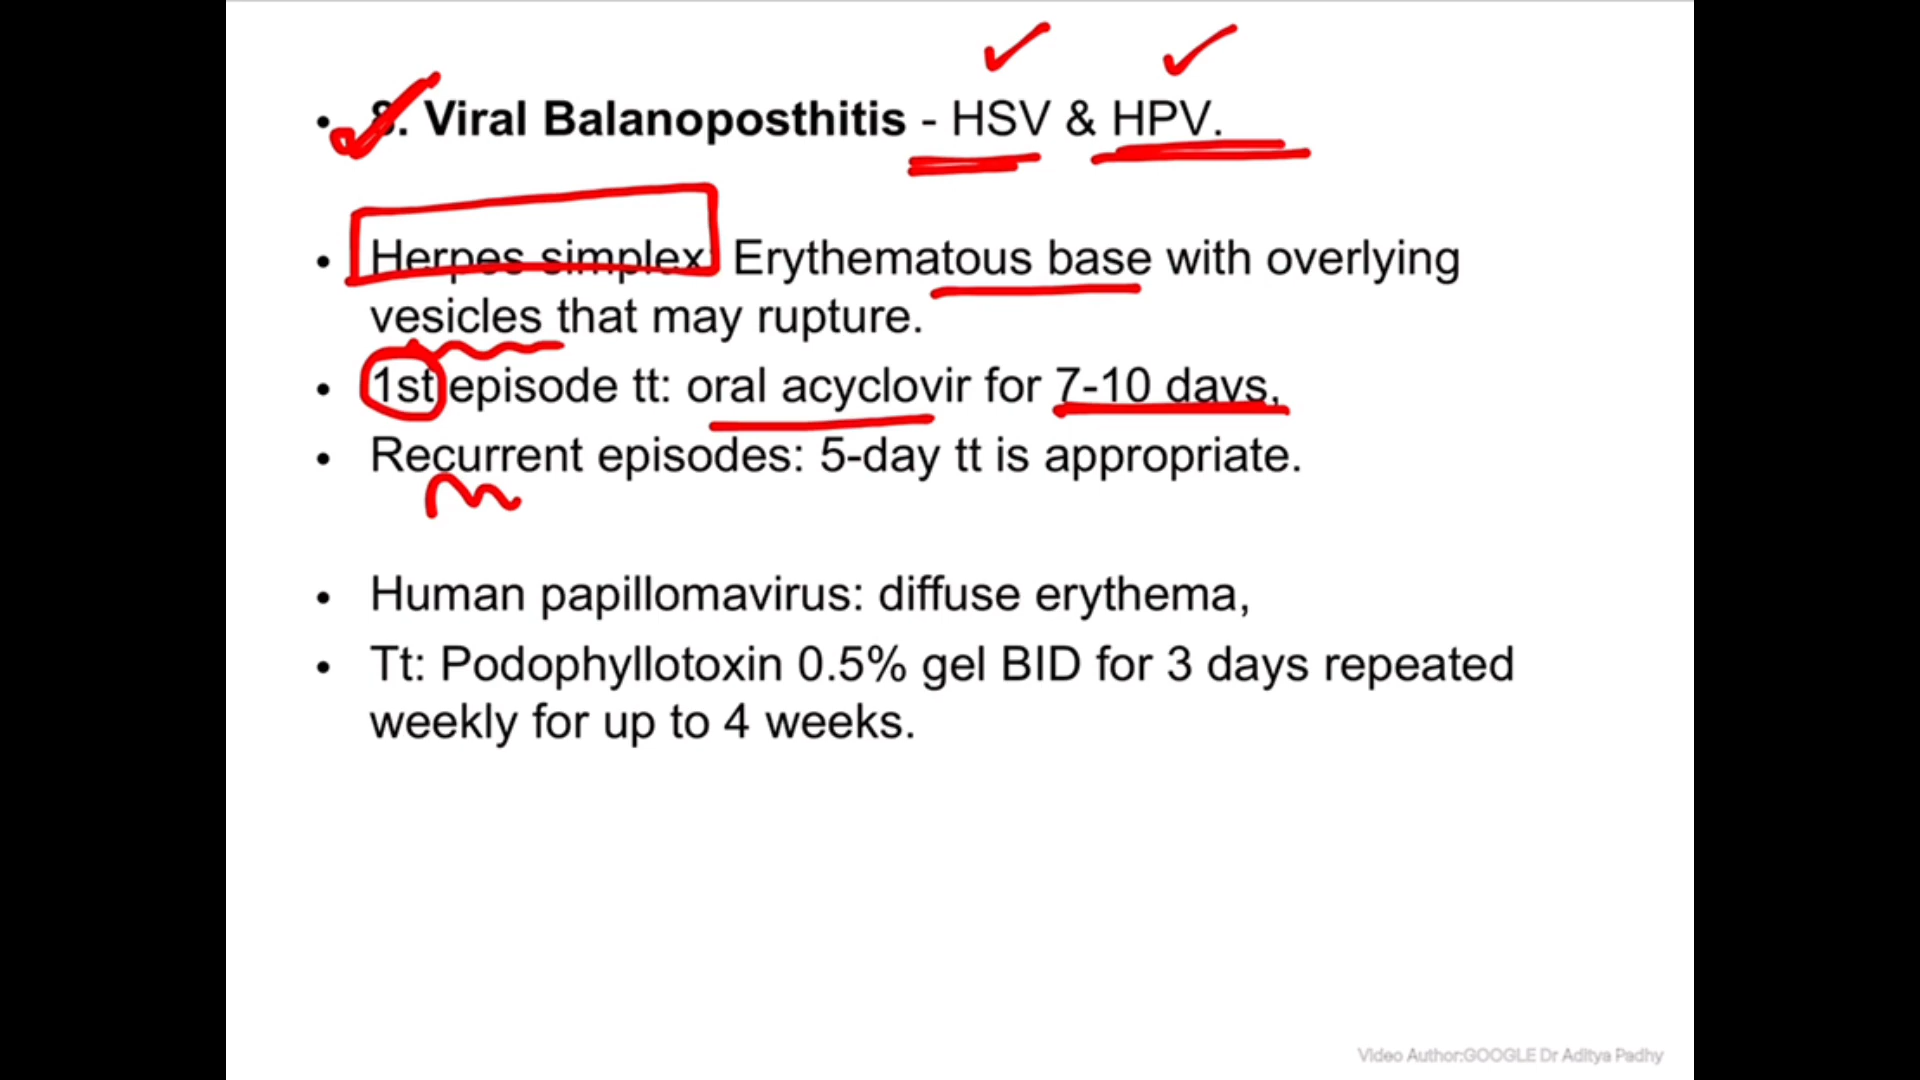 • 8. Viral Balanoposthitis - HSV & HPV.
• Herpes simplex: Erythematous base with overlying
vesicles that may rupture.
• 1st episode tt: oral acyclovir for 7-10 days,
• Recurrent episodes: 5-day tt is appropriate.
• Human papillomavirus: diffuse erythema,
• Tt: Podophyllotoxin 0.5% gel BID for 3 days repeated
weekly for up to 4 weeks.
Video Author:GOOGLE Dr Aditya Padhy